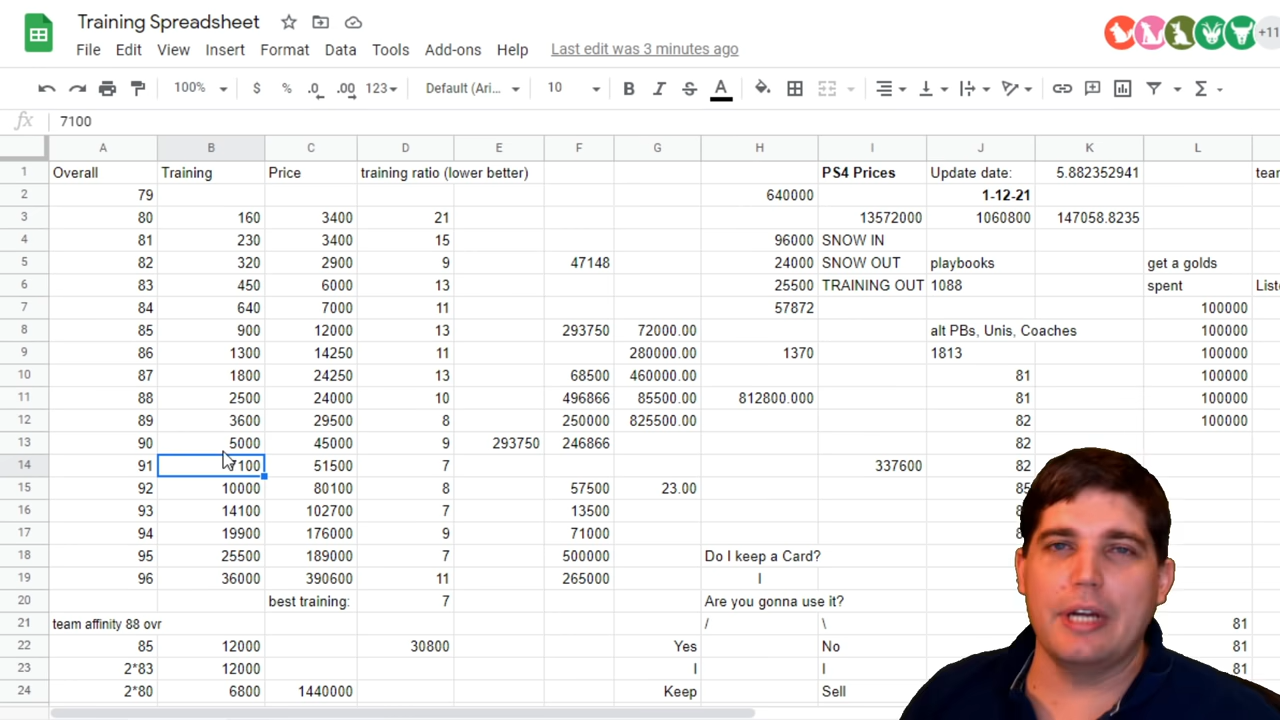 Training Spreadsheet
File Edit View Insert Format Data Tools Add-ons Help Last edit was 3 minutes ago
+11
100% $ % .0 .00 123 Default (Ari... 10 B I S A
fx 7100
A B C D E F G H I J K L
1 Overall Training Price training ratio (lower better) PS4 Prices Update date: 5.882352941 team
2 79 640000 1-12-21
3 80 160 3400 21 13572000 1060800 147058.8235
4 81 230 3400 15 96000 SNOW IN
5 82 320 2900 9 47148 24000 SNOW OUT playbooks get a golds
6 83 450 6000 13 25500 TRAINING OUT 1088 spent
7 84 640 7000 11 57872 100000
8 85 900 12000 13 293750 72000.00 alt PBs, Unis, Coaches 100000
9 86 1300 14250 11 280000.00 1370 1813 100000
10 87 1800 24250 13 68500 460000.00 81 100000
11 88 2500 24000 10 496866 85500.00 812800.000 81 100000
12 89 3600 29500 8 250000 825500.00 82 100000
13 90 5000 45000 9 293750 246866 82
14 91 7100 51500 7 337600 82
15 92 10000 80100 8 57500 23.00
16 93 14100 102700 7 13500
17 94 19900 176000 9 71000
18 95 25500 189000 7 500000 Do I keep a Card?
19 96 36000 390600 11 265000 I
20 best training: 7 Are you gonna use it?
21 team affinity 88 ovr / \ 81
22 85 12000 30800 Yes No 81
23 2*83 12000 I I 81
24 2*80 6800 1440000 Keep Sell